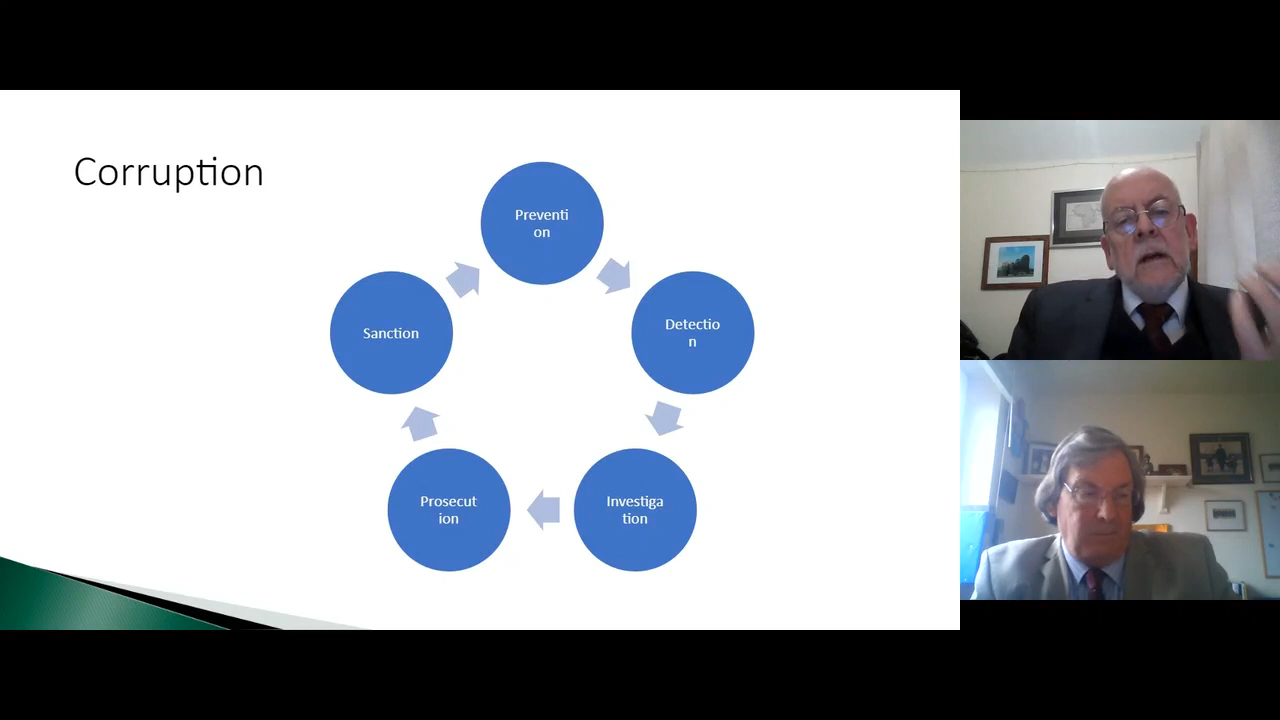 Corruption
Preventi
on
Detectio
n
Investiga
tion
Prosecut
ion
Sanction